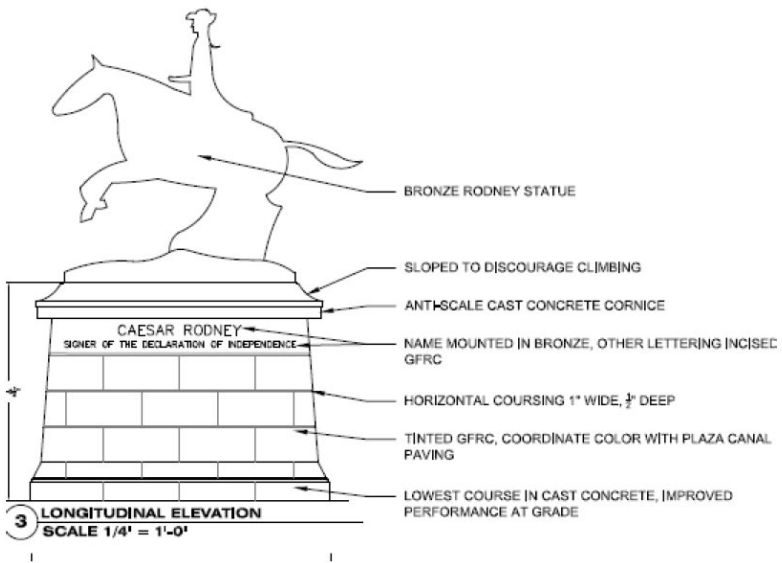 BRONZE RODNEY STATUE
SLOPED TO DISCOURAGE CLIMBING
ANTI-SCALE CAST CONCRETE CORNICE
CAESAR RODNEY
SIGNER OF THE DECLARATION OF INDEPENDENCE
NAME MOUNTED IN BRONZE, OTHER LETTERING INCISED
GFRC
HORIZONTAL COURSING 1" WIDE, ½" DEEP
TINTED GFRC, COORDINATE COLOR WITH PLAZA CANAL
PAVING
LOWEST COURSE IN CAST CONCRETE, IMPROVED
PERFORMANCE AT GRADE
3 LONGITUDINAL ELEVATION
SCALE 1/4' = 1'-0'